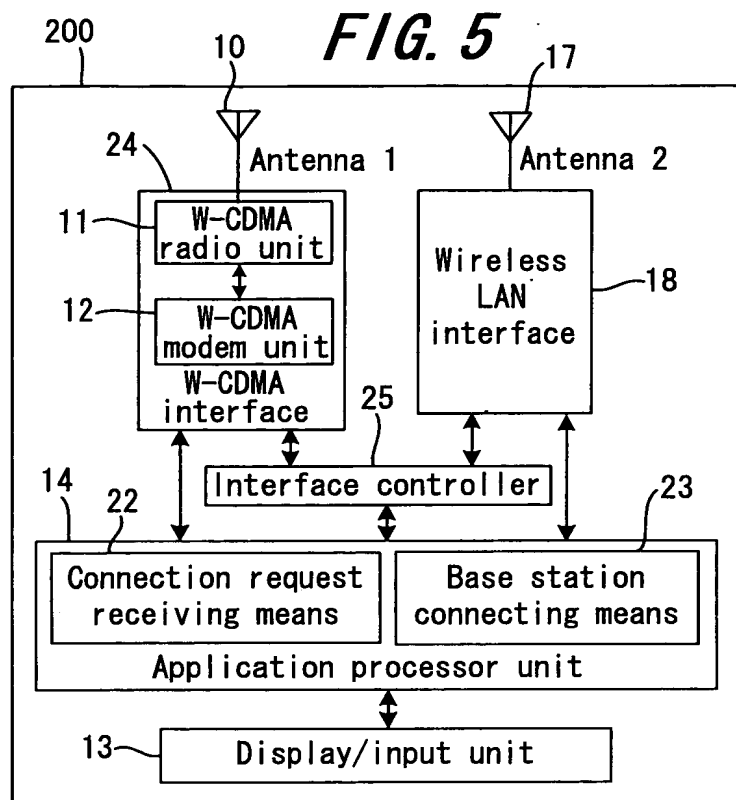 FIG. 5
200
10
17
24
Antenna 1
Antenna 2
11
W-CDMA
radio unit
12
W-CDMA
modem unit
W-CDMA
interface
Wireless
LAN
interface
18
25
Interface controller
14
22
23
Connection request
receiving means
Base station
connecting means
Application processor unit
13
Display/input unit